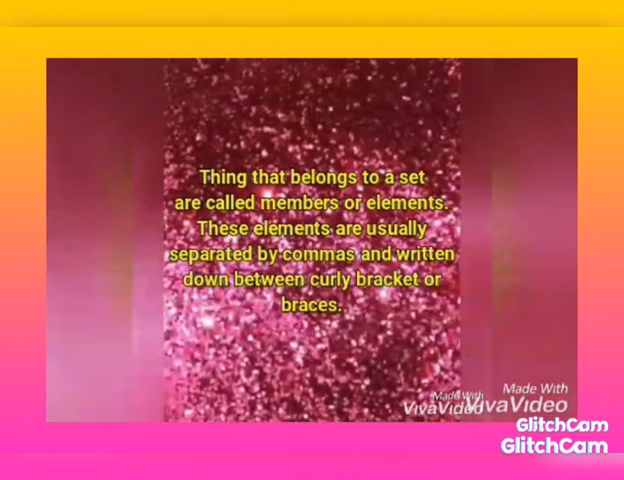 Thing that belongs to a set
are called members or elements.
These elements are usually
separated by commas and written
down between curly bracket or
braces.
Made With
VivaVideo
Made With
VivaVideo
GlitchCam
GlitchCam